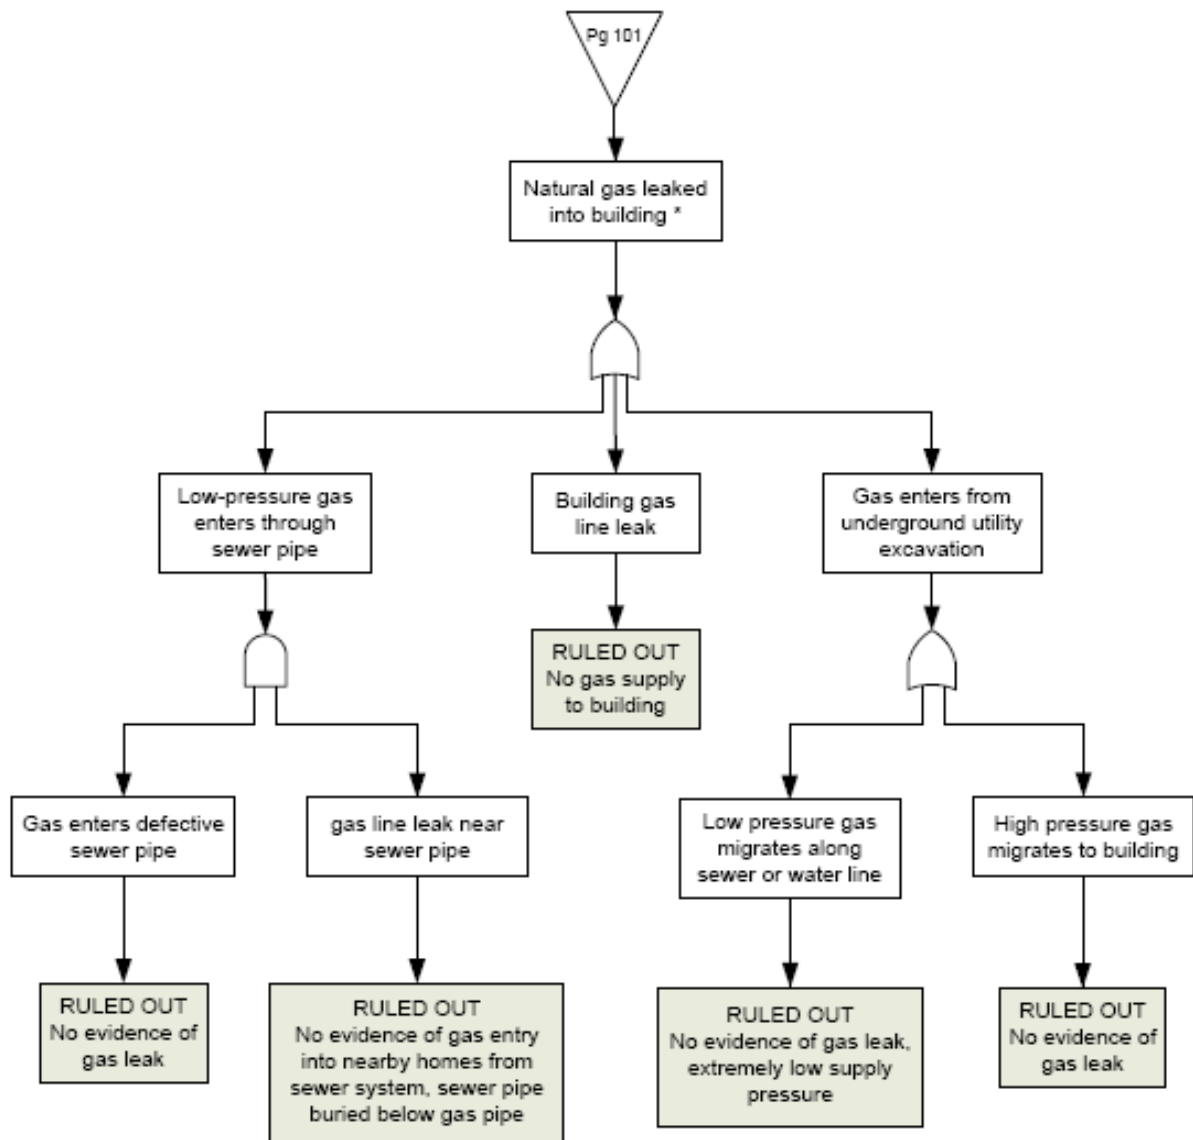 Pg 101
Natural gas leaked
into building *
Low-pressure gas
enters through
sewer pipe
Building gas
line leak
Gas enters from
underground utility
excavation
RULED OUT
No gas supply
to building
Gas enters defective
sewer pipe
gas line leak near
sewer pipe
Low pressure gas
migrates along
sewer or water line
High pressure gas
migrates to building
RULED OUT
No evidence of
gas leak
RULED OUT
No evidence of gas entry
into nearby homes from
sewer system, sewer pipe
buried below gas pipe
RULED OUT
No evidence of gas leak,
extremely low supply
pressure
RULED OUT
No evidence of
gas leak